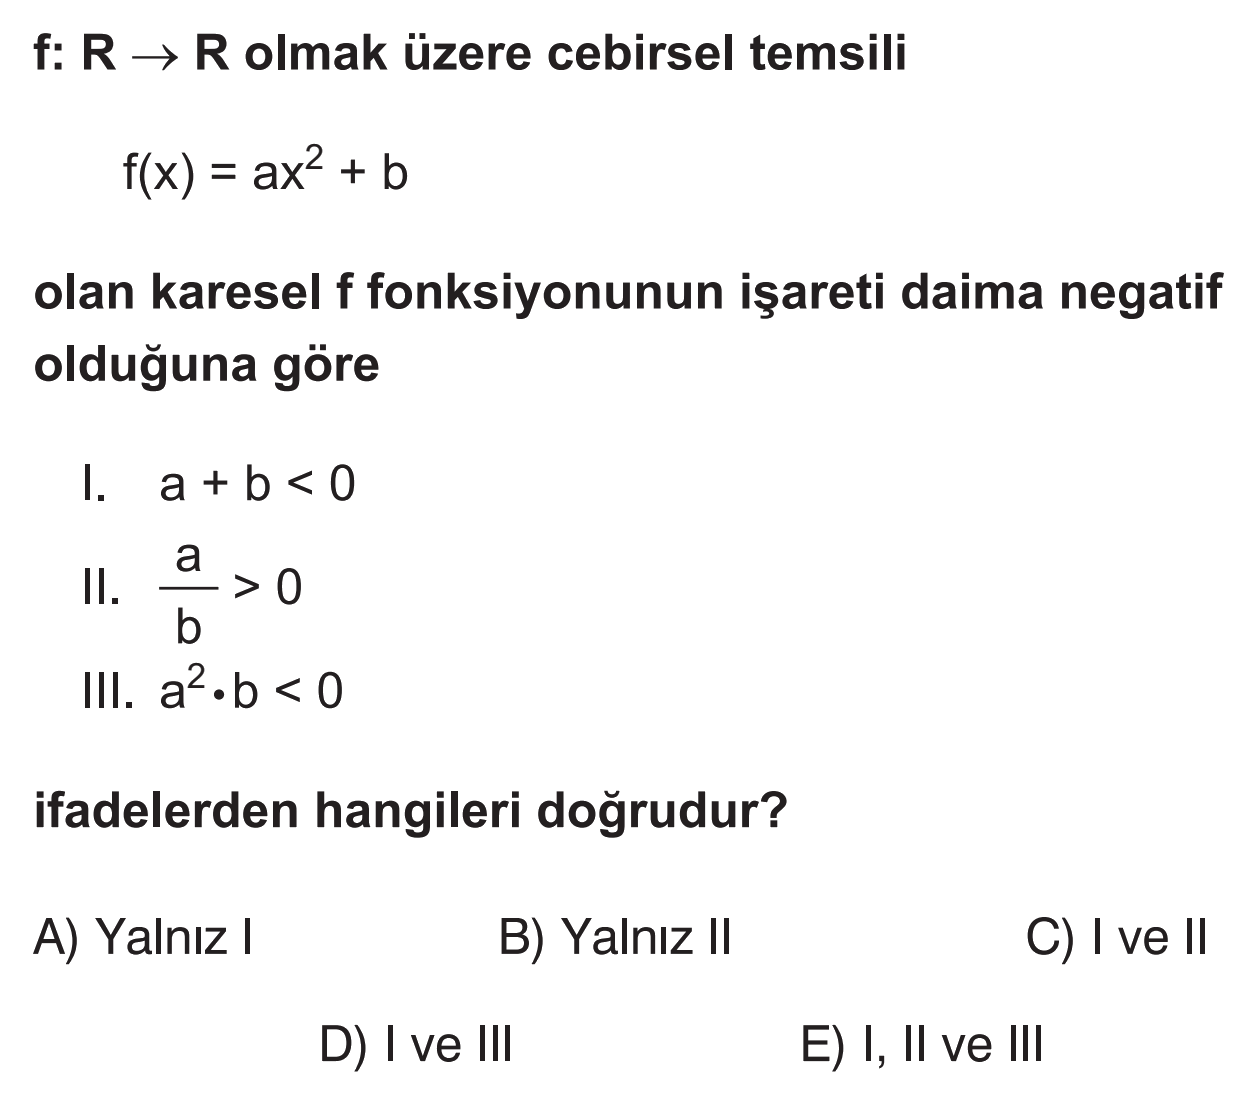 f: R → R olmak üzere cebirsel temsili
f(x) = ax² + b
olan karesel f fonksiyonunun işareti daima negatif
olduğuna göre
I. a + b < 0
II. a/b > 0
III. a²·b < 0
ifadelerden hangileri doğrudur?
A) Yalnız I B) Yalnız II C) I ve II
D) I ve III E) I, II ve III